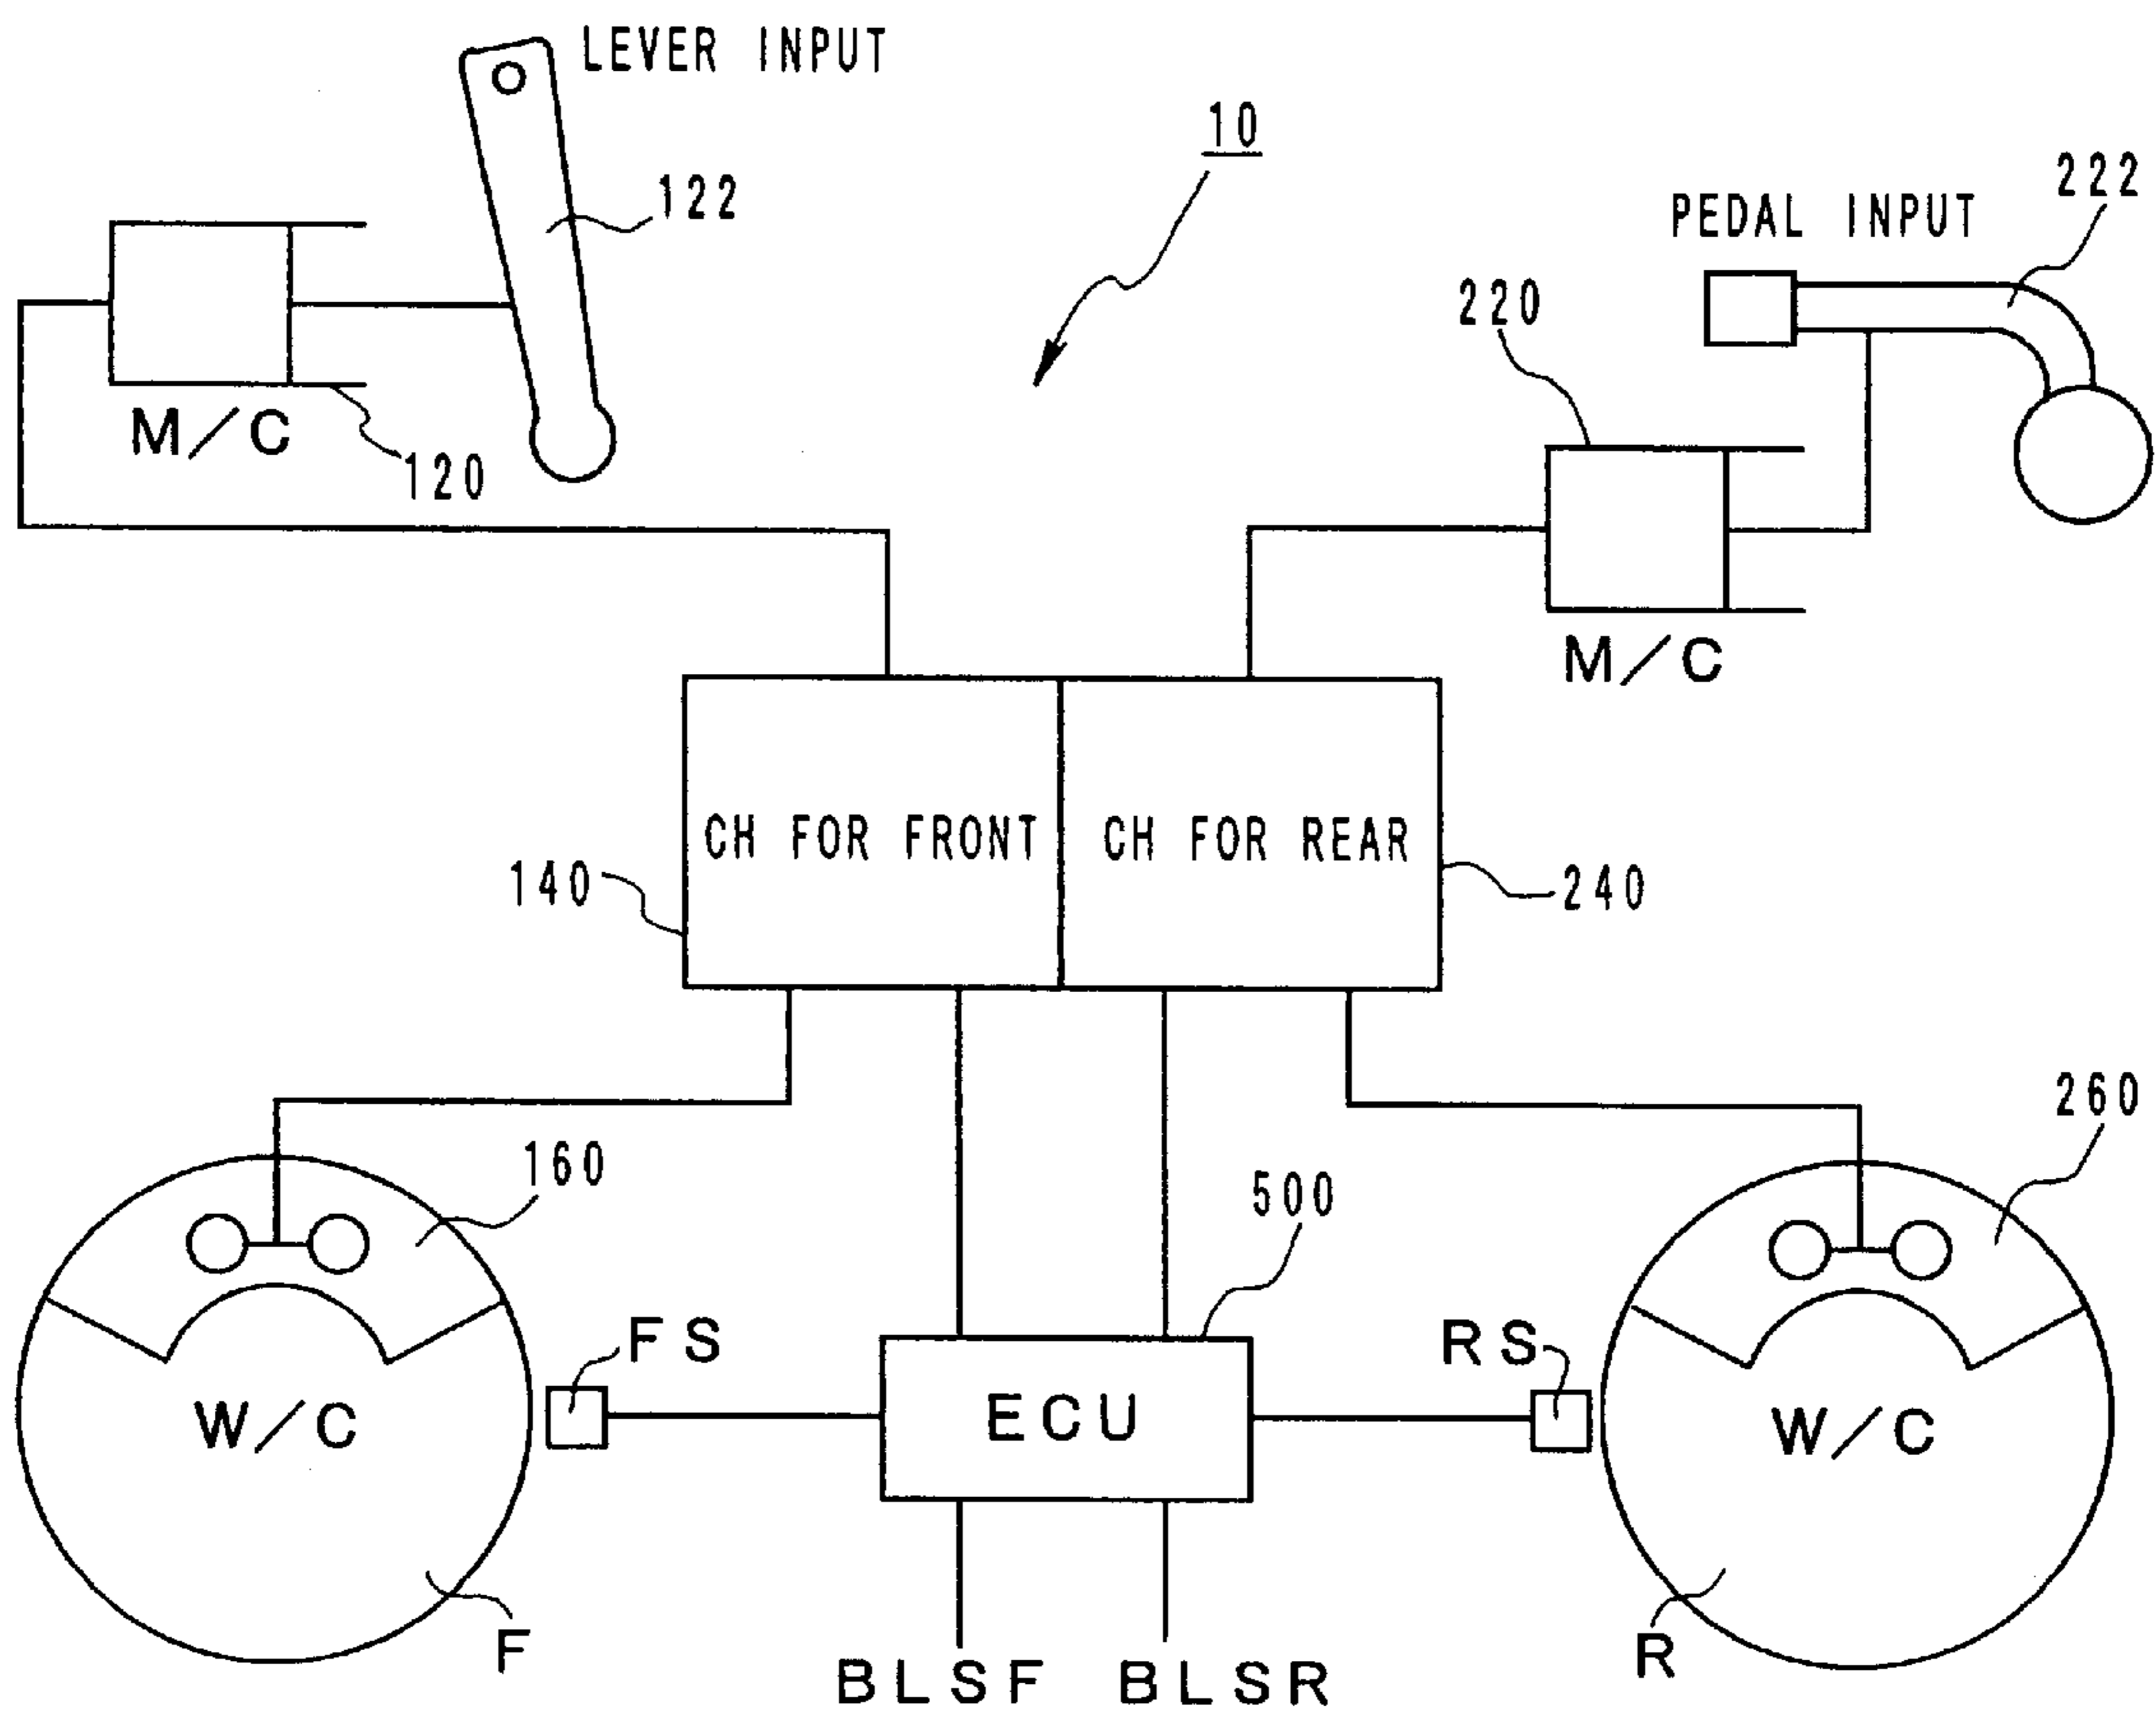 LEVER INPUT
10
122
222
PEDAL INPUT
220
M/C
120
M/C
CH FOR FRONT
CH FOR REAR
140
240
260
160
500
FS
RS
ECU
W/C
W/C
F
R
BLSF
BLSR